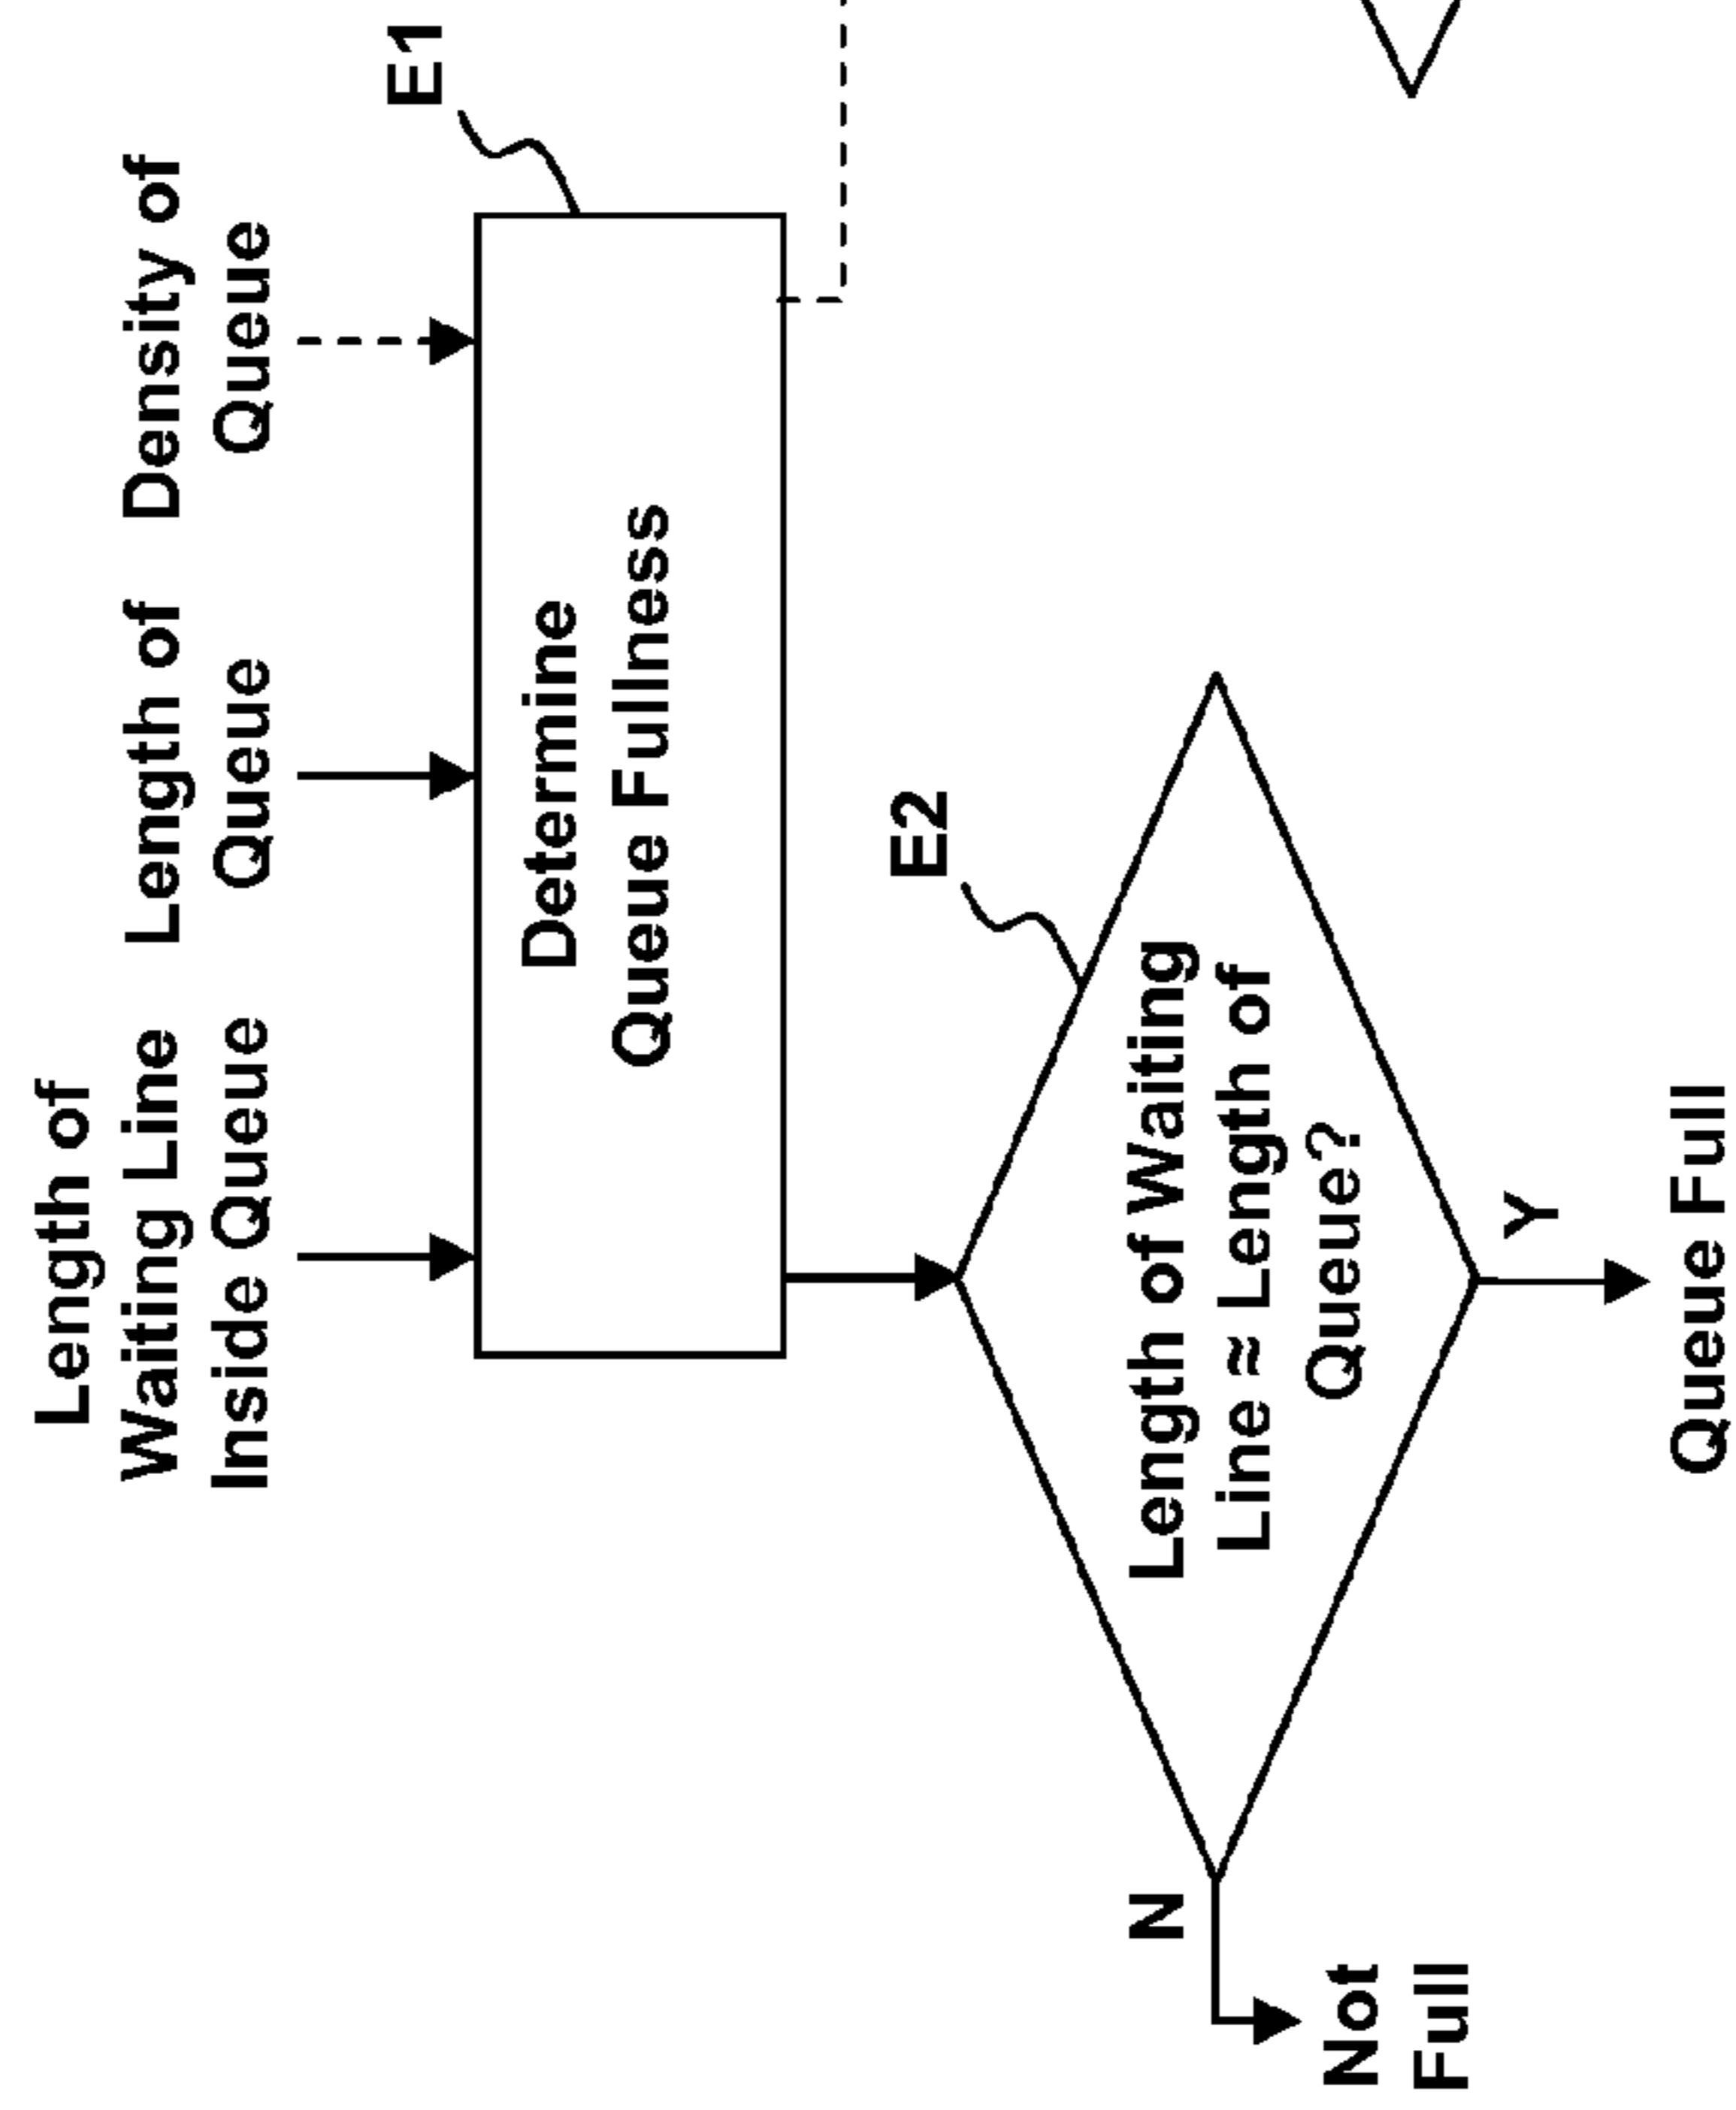 Length of
Waiting Line
Inside Queue
Length of
Queue
Density of
Queue
E1
Determine
Queue Fullness
E2
Length of Waiting
Line ≈ Length of
Queue?
N
Not
Full
Y
Queue Full